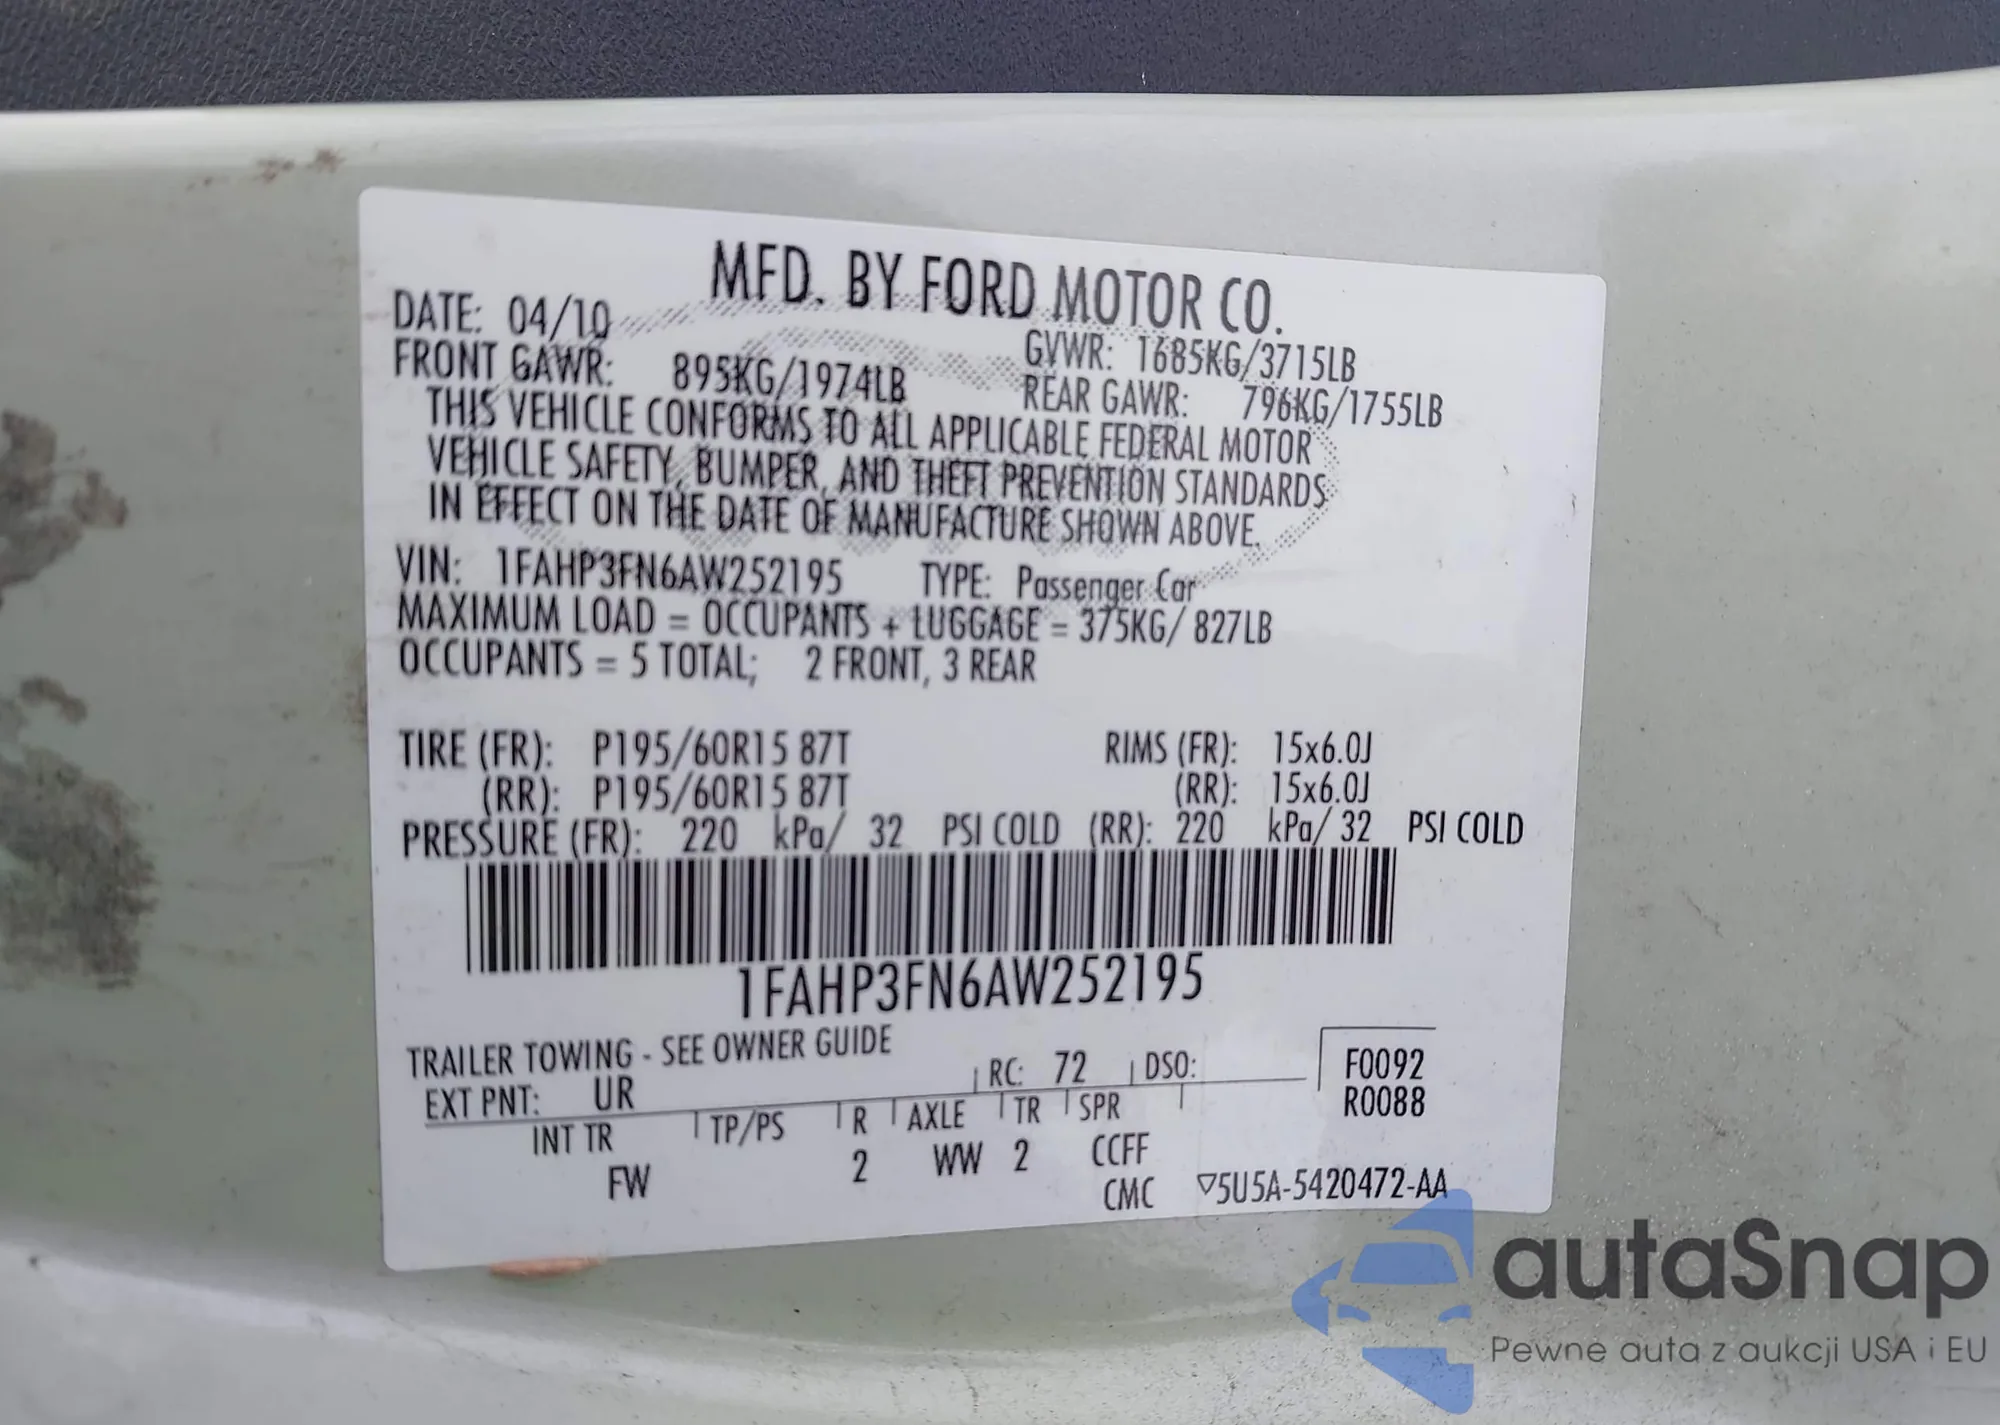 MFD. BY FORD MOTOR CO.
DATE: 04/10
GVWR: 1685KG/3715LB
FRONT GAWR: 895KG/1974LB
REAR GAWR: 796KG/1755LB
THIS VEHICLE CONFORMS TO ALL APPLICABLE FEDERAL MOTOR
VEHICLE SAFETY, BUMPER, AND THEFT PREVENTION STANDARDS
IN EFFECT ON THE DATE OF MANUFACTURE SHOWN ABOVE.
VIN: 1FAHP3FN6AW252195 TYPE: Passenger Car
MAXIMUM LOAD = OCCUPANTS + LUGGAGE = 375KG/ 827LB
OCCUPANTS = 5 TOTAL; 2 FRONT, 3 REAR
TIRE (FR): P195/60R15 87T RIMS (FR): 15x6.0J
(RR): P195/60R15 87T (RR): 15x6.0J
PRESSURE (FR): 220 kPa/ 32 PSI COLD (RR): 220 kPa/ 32 PSI COLD
1FAHP3FN6AW252195
TRAILER TOWING - SEE OWNER GUIDE
EXT PNT: UR RC: 72 DSO:
F0092
R0088
INT TR TP/PS R AXLE TR SPR
FW 2 WW 2 CCFF
CMC ▽5U5A-5420472-AA
autaSnap
Pewne auta z aukcji USA i EU